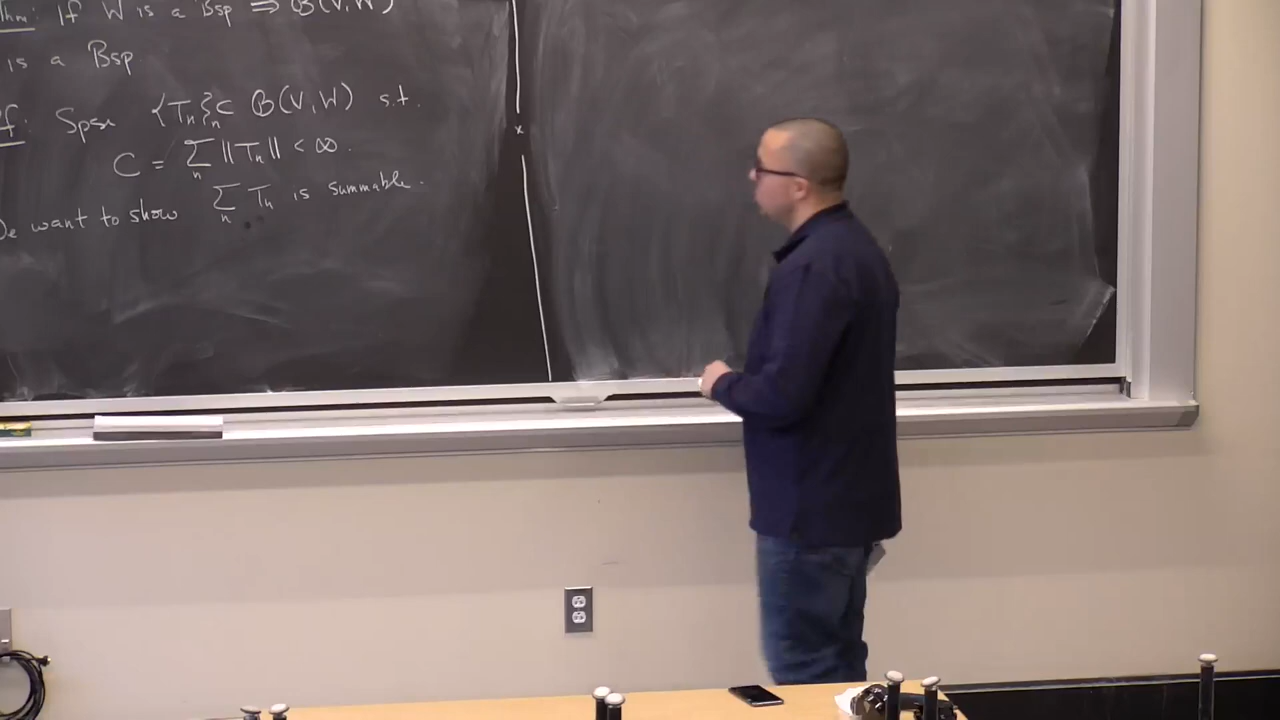 Thm: If W is a Bsp ⇒ B(V,W)
is a Bsp
Pf: Spse {Tₙ}ₙ ⊂ B(V,W) s.t.
C = ∑ₙ ||Tₙ|| < ∞.
We want to show ∑ₙ Tₙ is summable.